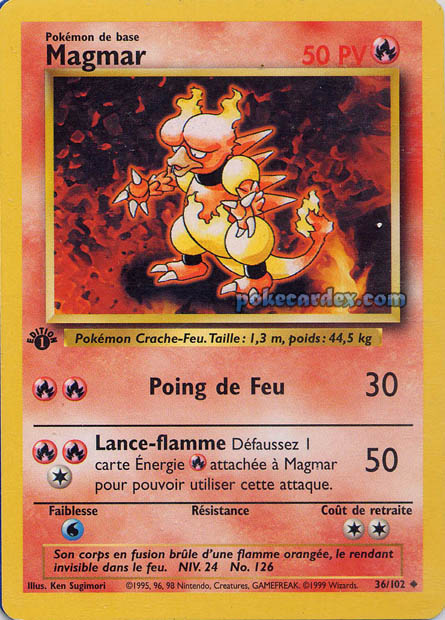 Pokémon de base
Magmar 50 PV
pokecardex.com
EDITION 1
Pokémon Crache-Feu. Taille : 1,3 m, poids : 44,5 kg
Poing de Feu 30
Lance-flamme Défaussez 1
carte Énergie attachée à Magmar 50
pour pouvoir utiliser cette attaque.
Faiblesse Résistance Coût de retraite
Son corps en fusion brûle d'une flamme orangée, le rendant
invisible dans le feu. NIV. 24 No. 126
Illus. Ken Sugimori ©1995, 96, 98 Nintendo, Creatures, GAMEFREAK. ©1999 Wizards. 36/102